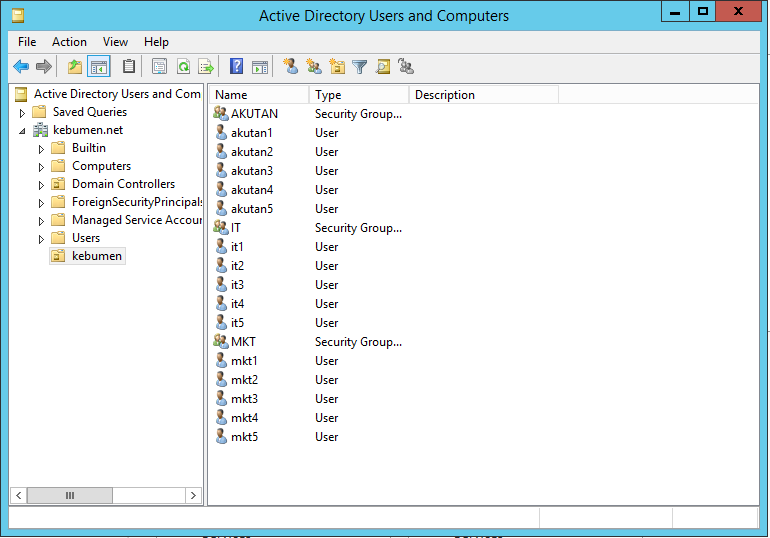 Active Directory Users and Computers
File Action View Help
Active Directory Users and Com
Saved Queries
kebumen.net
Builtin
Computers
Domain Controllers
ForeignSecurityPrincipals
Managed Service Accour
Users
kebumen
Name Type Description
AKUTAN Security Group...
akutan1 User
akutan2 User
akutan3 User
akutan4 User
akutan5 User
IT Security Group...
it1 User
it2 User
it3 User
it4 User
it5 User
MKT Security Group...
mkt1 User
mkt2 User
mkt3 User
mkt4 User
mkt5 User